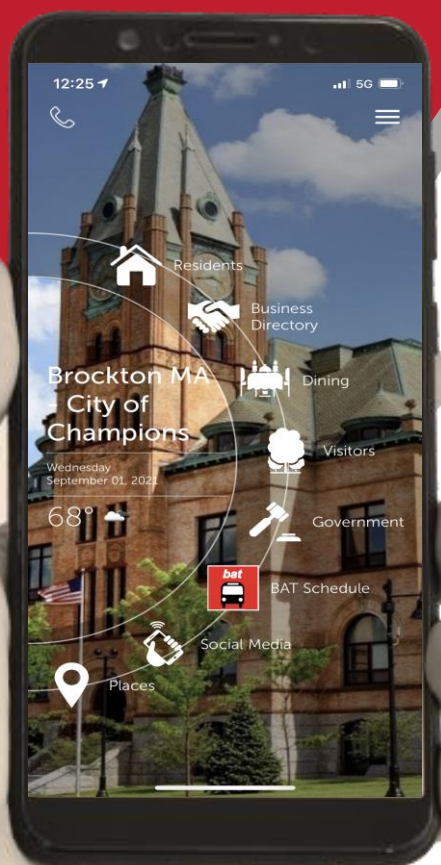 12:25
5G
Residents
Business
Directory
Brockton MA
- City of
Champions
Dining
Visitors
Wednesday
September 01, 2021
68°
Government
bat
BAT Schedule
Social Media
Places